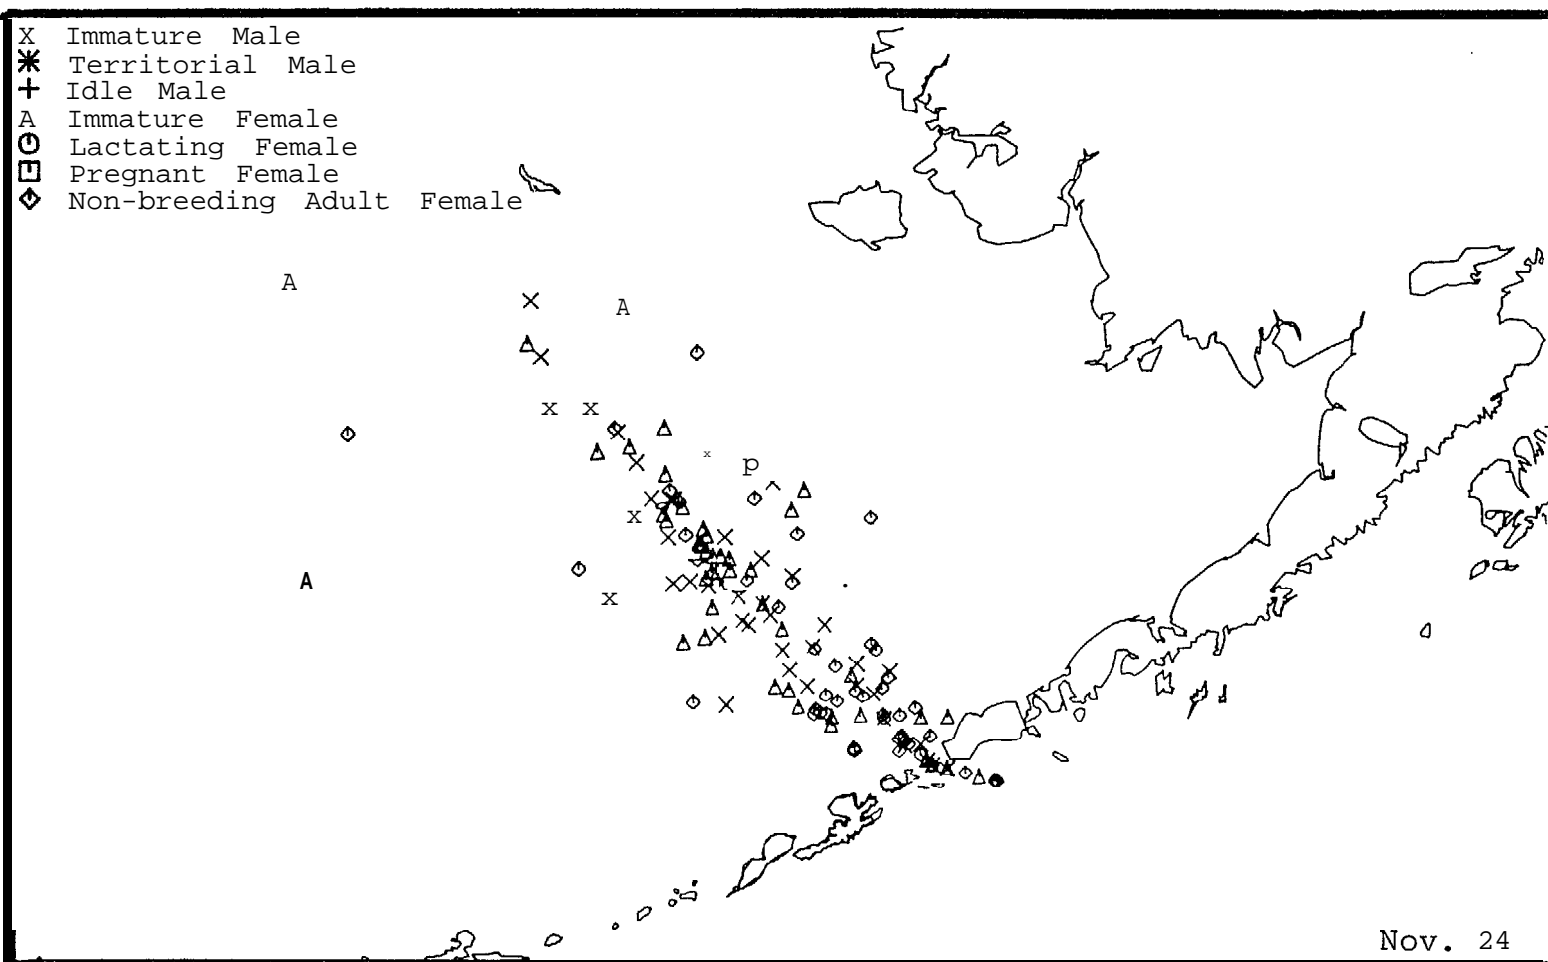 X Immature Male
Territorial Male
Idle Male
A Immature Female
Lactating Female
Pregnant Female
Non-breeding Adult Female
A
A
x x
x
p
x
A
x
Nov. 24